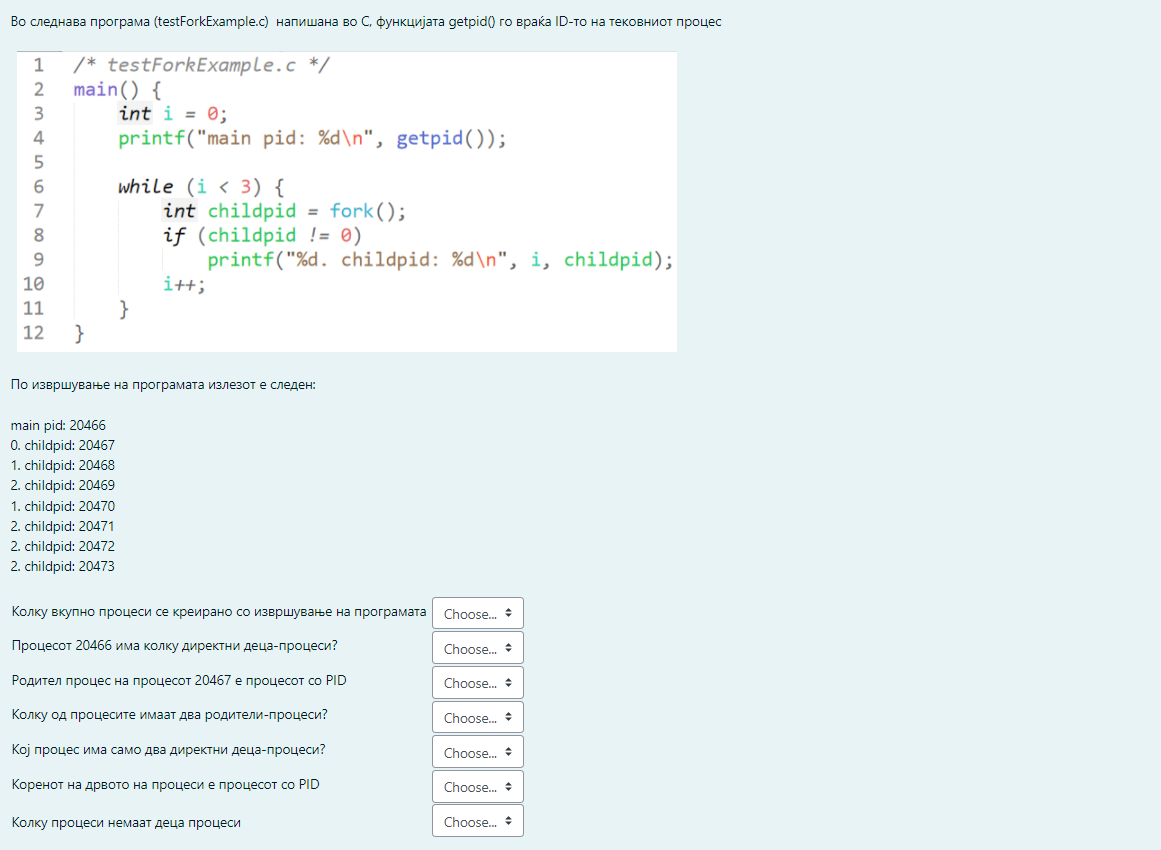 Во следнава програма (testForkExample.c) напишана во C, функцијата getpid() го враќа ID-то на тековниот процес
1 /* testForkExample.c */
2 main() {
3 int i = 0;
4 printf("main pid: %d\n", getpid());
5
6 while (i < 3) {
7 int childpid = fork();
8 if (childpid != 0)
9 printf("%d. childpid: %d\n", i, childpid);
10 i++;
11 }
12 }
По извршување на програмата излезот е следен:
main pid: 20466
0. childpid: 20467
1. childpid: 20468
2. childpid: 20469
1. childpid: 20470
2. childpid: 20471
2. childpid: 20472
2. childpid: 20473
Колку вкупно процеси се креирано со извршување на програмата Choose...
Процесот 20466 има колку директни деца-процеси? Choose...
Родител процес на процесот 20467 е процесот со PID Choose...
Колку од процесите имаат два родители-процеси? Choose...
Кој процес има само два директни деца-процеси? Choose...
Коренот на дрвото на процеси е процесот со PID Choose...
Колку процеси немаат деца процеси Choose...